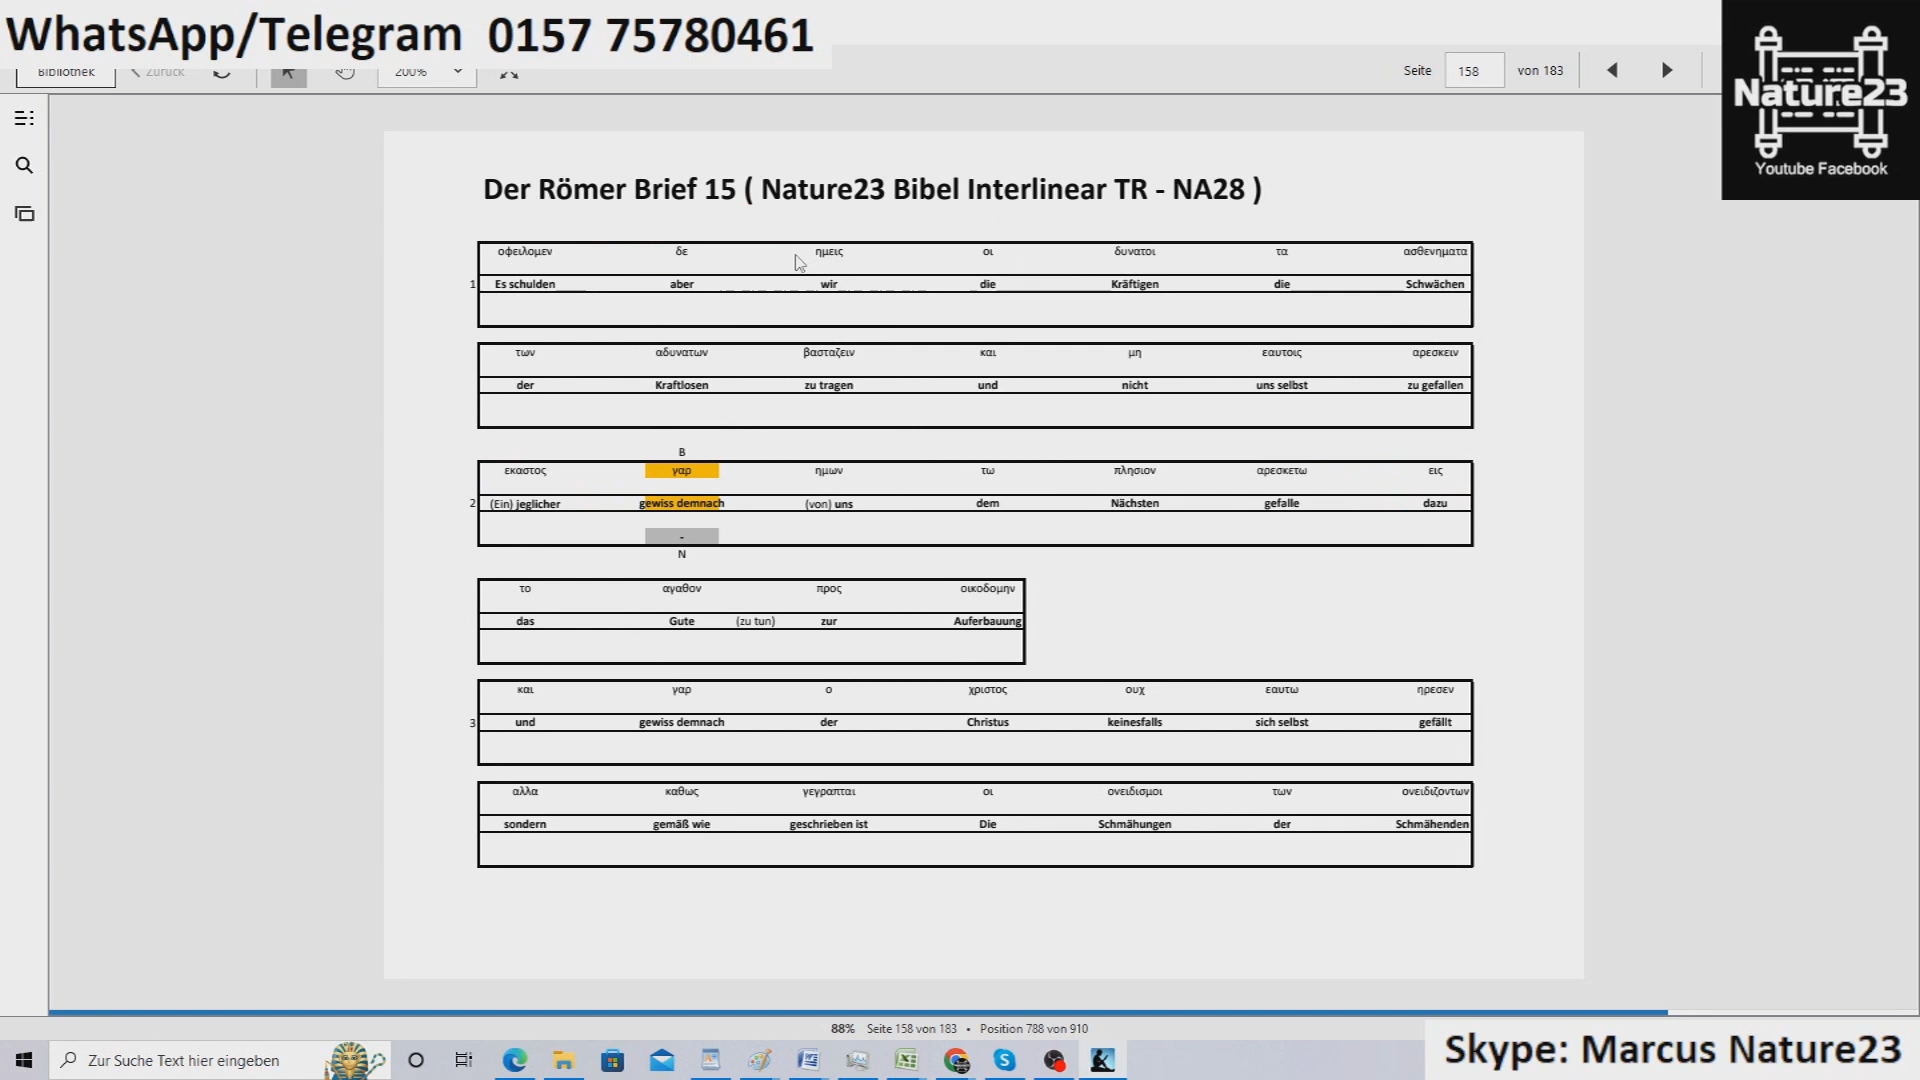 WhatsApp/Telegram 0157 75780461
Bibliothek Zurück 200% Seite 158 von 183
Nature23
Youtube Facebook
Der Römer Brief 15 ( Nature23 Bibel Interlinear TR - NA28 )
οφειλομεν δε ημεις οι δυνατοι τα ασθενηματα
1 Es schulden aber wir die Kräftigen die Schwächen
των αδυνατων βασταζειν και μη εαυτοις αρεσκειν
der Kraftlosen zu tragen und nicht uns selbst zu gefallen
B
εκαστος γαρ ημων τω πλησιον αρεσκετω εις
2 (Ein) jeglicher gewiss demnach (von) uns dem Nächsten gefalle dazu
-
N
το αγαθον προς οικοδομην
das Gute (zu tun) zur Auferbauung
και γαρ ο χριστος ουχ εαυτω ηρεσεν
3 und gewiss demnach der Christus keinesfalls sich selbst gefällt
αλλα καθως γεγραπται οι ονειδισμοι των ονειδιζοντων
sondern gemäß wie geschrieben ist Die Schmähungen der Schmähenden
88% Seite 158 von 183 • Position 788 von 910
Zur Suche Text hier eingeben
Skype: Marcus Nature23